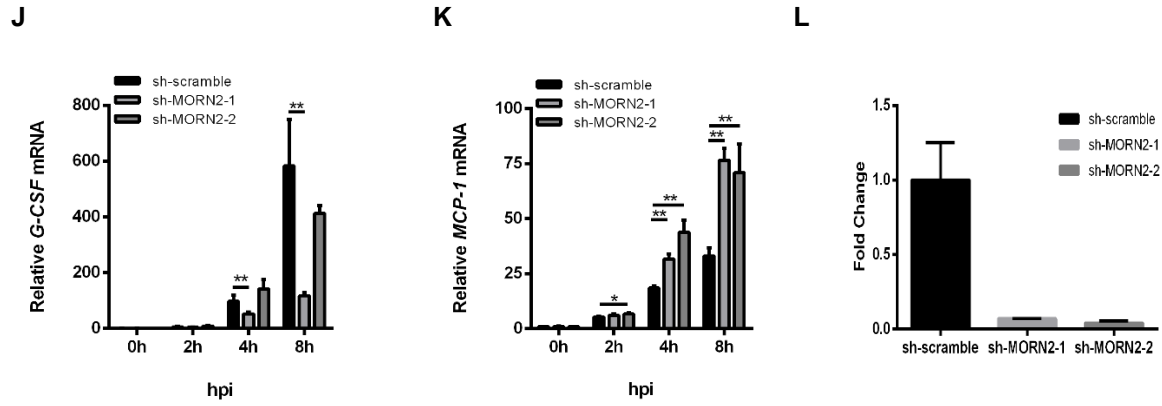 J
sh-scramble
sh-MORN2-1
sh-MORN2-2
Relative G-CSF mRNA
800
600
400
200
0
**
**
0h 2h 4h 8h
hpi
K
sh-scramble
sh-MORN2-1
sh-MORN2-2
Relative MCP-1 mRNA
100
75
50
25
0
*
**
**
**
**
0h 2h 4h 8h
hpi
L
sh-scramble
sh-MORN2-1
sh-MORN2-2
Fold Change
1.5
1.0
0.5
0.0
sh-scramble sh-MORN2-1 sh-MORN2-2